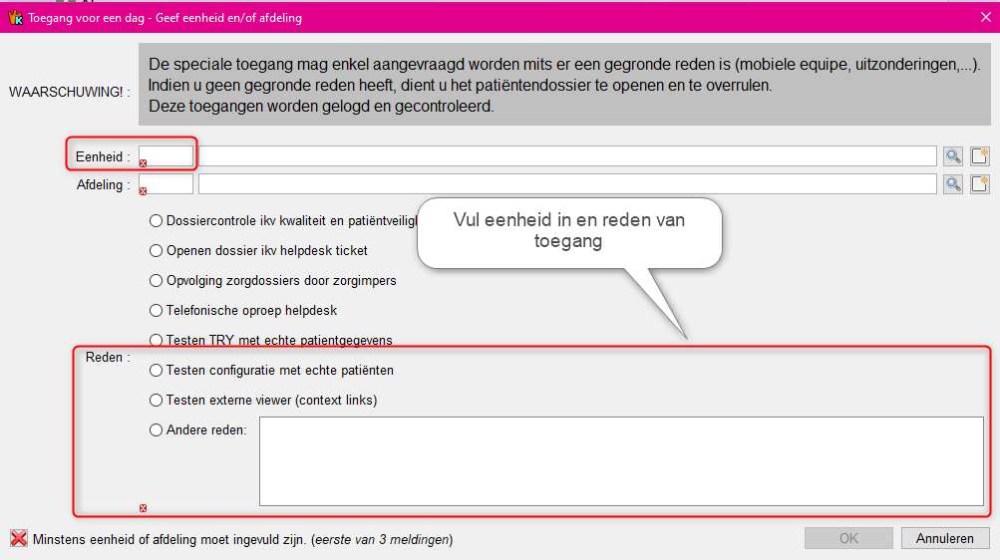 Toegang voor een dag - Geef eenheid en/of afdeling
WAARSCHUWING! :
De speciale toegang mag enkel aangevraagd worden mits er een gegronde reden is (mobiele equipe, uitzonderingen,...).
Indien u geen gegronde reden heeft, dient u het patiëntendossier te openen en te overrulen.
Deze toegangen worden gelogd en gecontroleerd.
Eenheid :
Afdeling :
Vul eenheid in en reden van
toegang
Dossiercontrole ikv kwaliteit en
Openen dossier ikv helpdesk ticket
Opvolging zorgdossiers door zorgimpers
Telefonische oproep helpdesk
Testen TRY met echte patientgegevens
Reden :
Testen configuratie met echte patiënten
Testen externe viewer (context links)
Andere reden:
Minstens eenheid of afdeling moet ingevuld zijn. (eerste van 3 meldingen)
OK
Annuleren